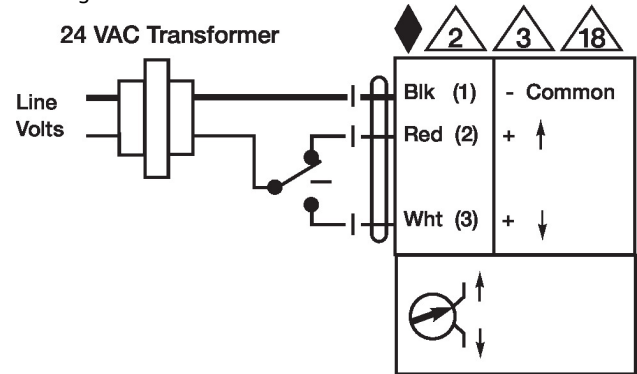 24 VAC Transformer
2 3 18
Line
Volts
Blk (1) - Common
Red (2) +
Wht (3) +